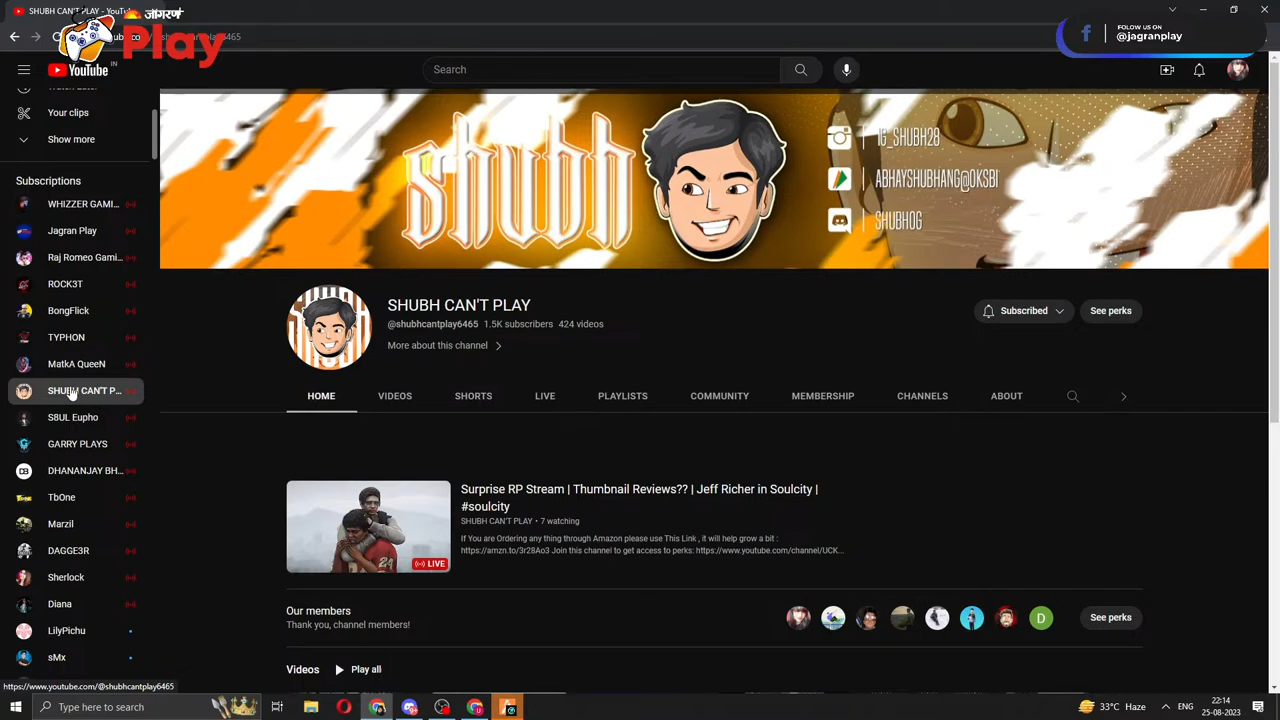 SHUBH CAN'T PLAY - YouT
जागरण
Play
6465
FOLLOW US ON
@jagranplay
YouTube
IN
Search
Your clips
Show more
Subscriptions
WHIZZER GAMI...
Jagran Play
Raj Romeo Gami...
ROCK3T
BongFlick
TYPHON
MatkA QueeN
SHUBH CAN'T P...
S8UL Eupho
GARRY PLAYS
DHANANJAY BH...
TbOne
Marzil
DAGGE3R
Sherlock
Diana
LilyPichu
sMx
shubh
IG_SHUBH28
ABHAYSHUBHANG@OKSBI
SHUBHOG
SHUBH CAN'T PLAY
@shubhcantplay6465 1.5K subscribers 424 videos
More about this channel
Subscribed
See perks
HOME VIDEOS SHORTS LIVE PLAYLISTS COMMUNITY MEMBERSHIP CHANNELS ABOUT
Surprise RP Stream | Thumbnail Reviews?? | Jeff Richer in Soulcity |
#soulcity
SHUBH CAN'T PLAY • 7 watching
If You are Ordering any thing through Amazon please use This Link , it will help grow a bit :
https://amzn.to/3r28Ao3 Join this channel to get access to perks: https://www.youtube.com/channel/UCK...
LIVE
Our members
Thank you, channel members!
D
See perks
Videos
Play all
https://www.youtube.com/@shubhcantplay6465
Type here to search
33°C Haze
ENG
22:14
25-08-2023